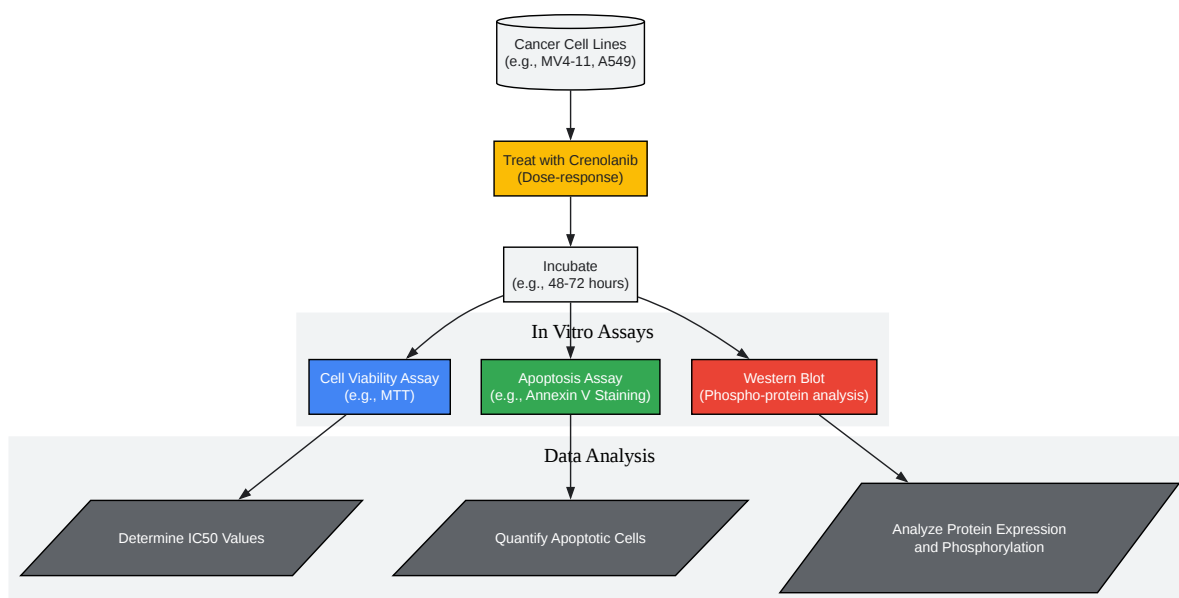 Cancer Cell Lines
(e.g., MV4-11, A549)
Treat with Crenolanib
(Dose-response)
Incubate
(e.g., 48-72 hours)
In Vitro Assays
Cell Viability Assay
(e.g., MTT)
Apoptosis Assay
(e.g., Annexin V Staining)
Western Blot
(Phospho-protein analysis)
Data Analysis
Determine IC50 Values
Quantify Apoptotic Cells
Analyze Protein Expression
and Phosphorylation